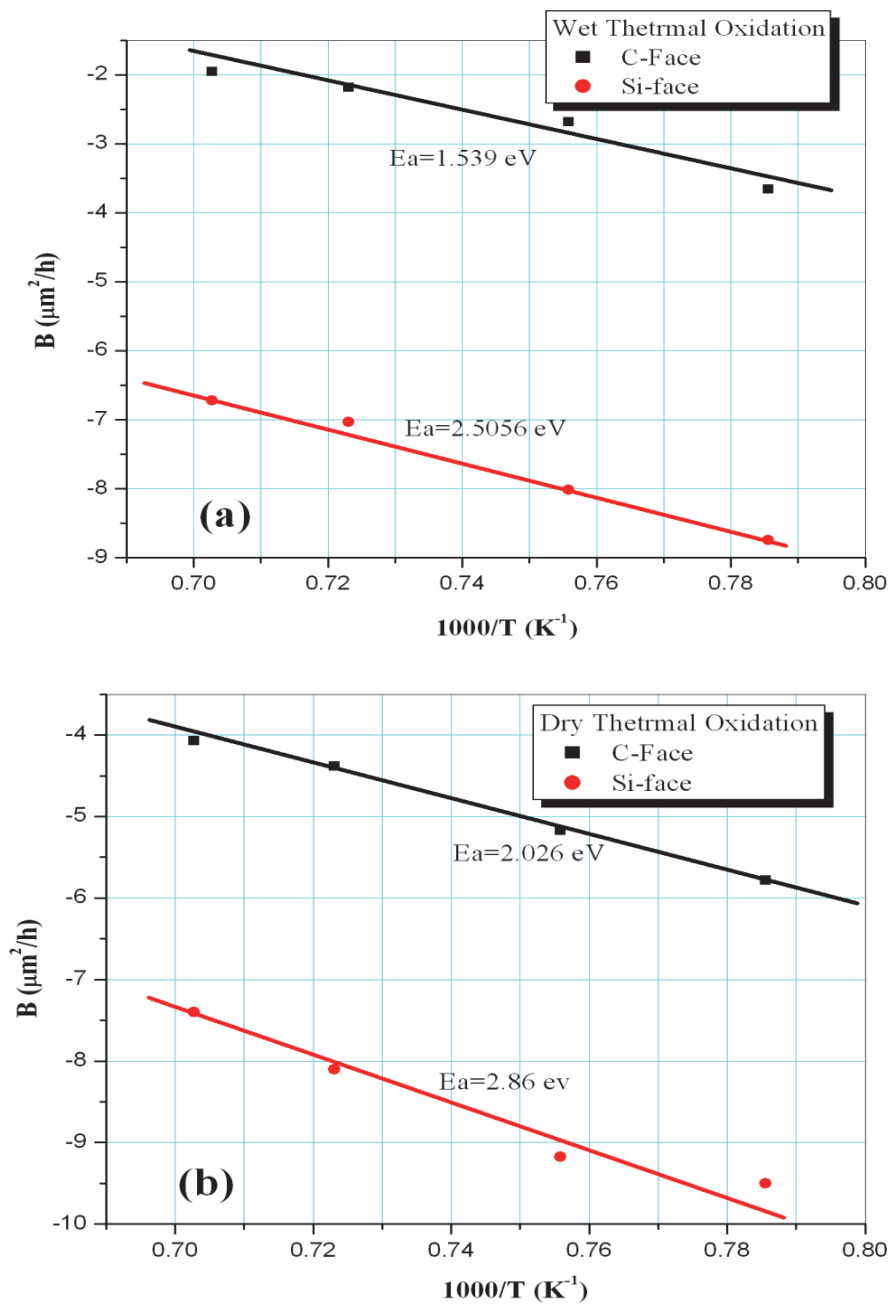 Wet Thetrmal Oxidation
C-Face
Si-face
-2
-3
-4
-5
-6
-7
-8
-9
B (μm²/h)
Ea=1.539 eV
Ea=2.5056 eV
(a)
0.70 0.72 0.74 0.76 0.78 0.80
1000/T (K⁻¹)
Dry Thetrmal Oxidation
C-Face
Si-face
-4
-5
-6
-7
-8
-9
-10
B (μm²/h)
Ea=2.026 eV
Ea=2.86 ev
(b)
0.70 0.72 0.74 0.76 0.78 0.80
1000/T (K⁻¹)